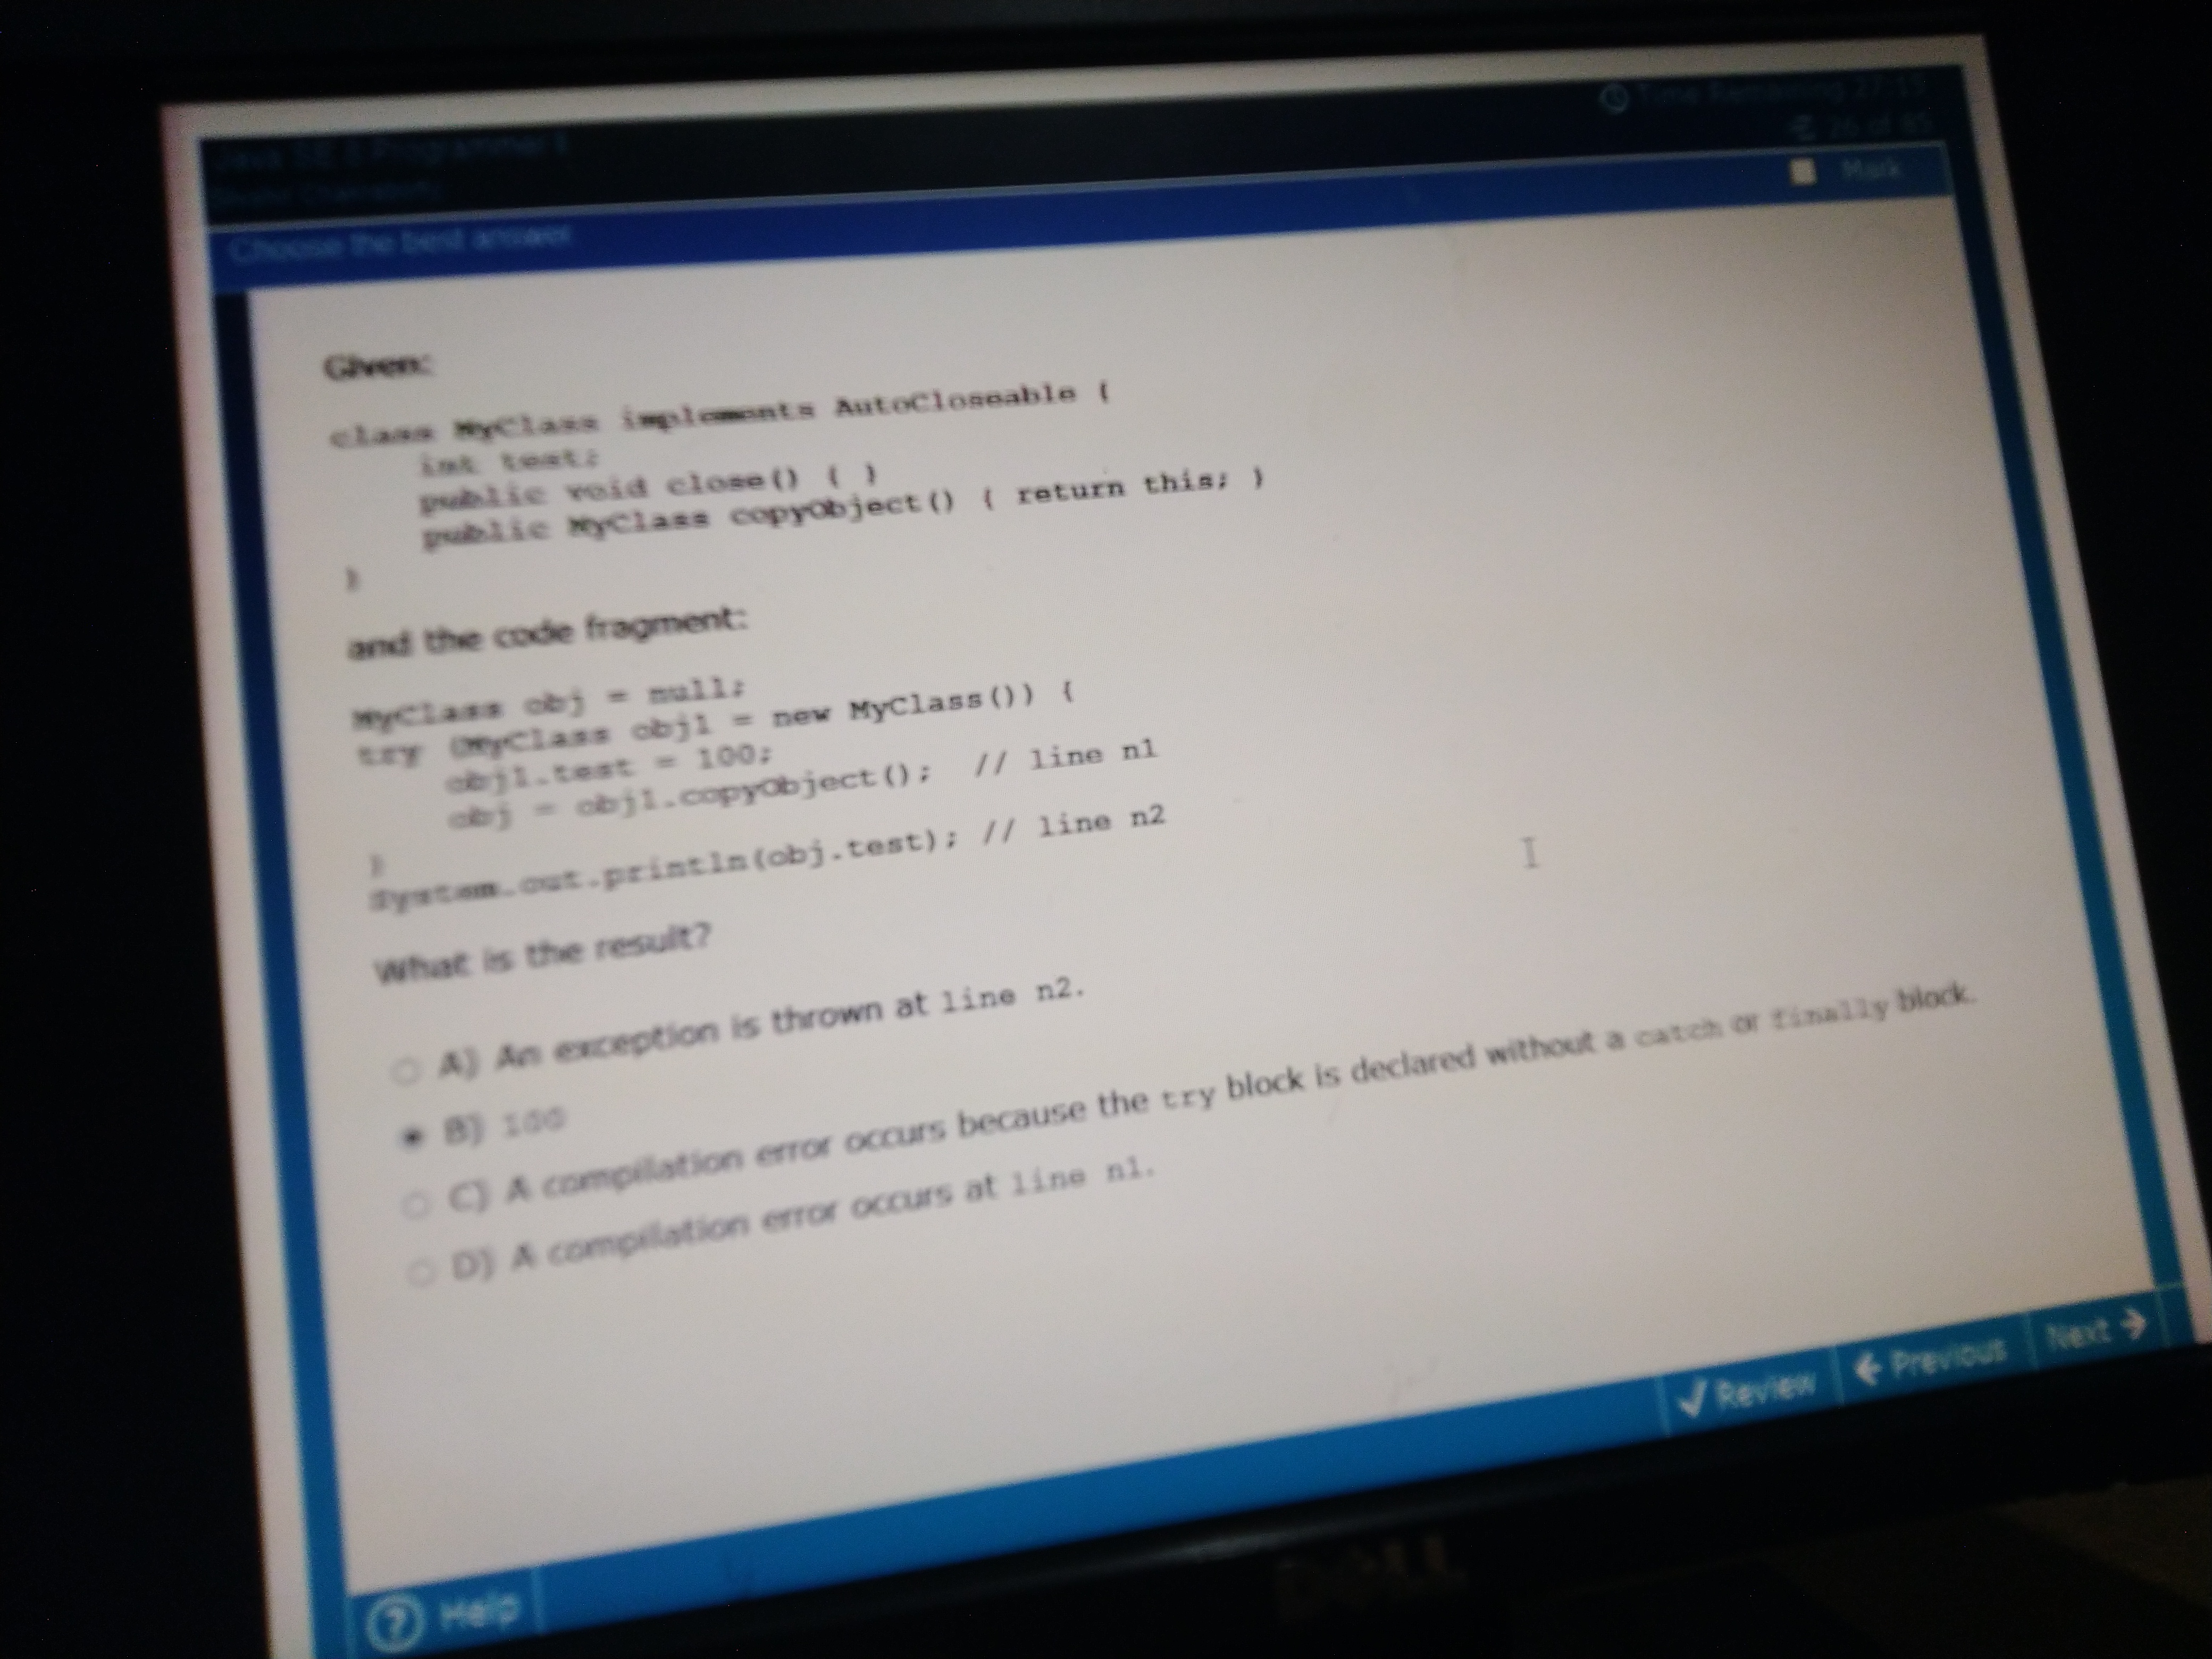 Java SE 8 Programmer I
Time Remaining 27:15
26 of 85
Mark
Choose the best answer.
Given:
class MyClass implements AutoCloseable {
int test;
public void close() { }
public MyClass copyObject() { return this; }
}
and the code fragment:
MyClass obj = null;
try (MyClass obj1 = new MyClass()) {
obj1.test = 100;
obj = obj1.copyObject(); // line n1
}
System.out.println(obj.test); // line n2
What is the result?
A) An exception is thrown at line n2.
B) 100
C) A compilation error occurs because the try block is declared without a catch or finally block.
D) A compilation error occurs at line n1.
Review
Previous
Next
Help
DELL